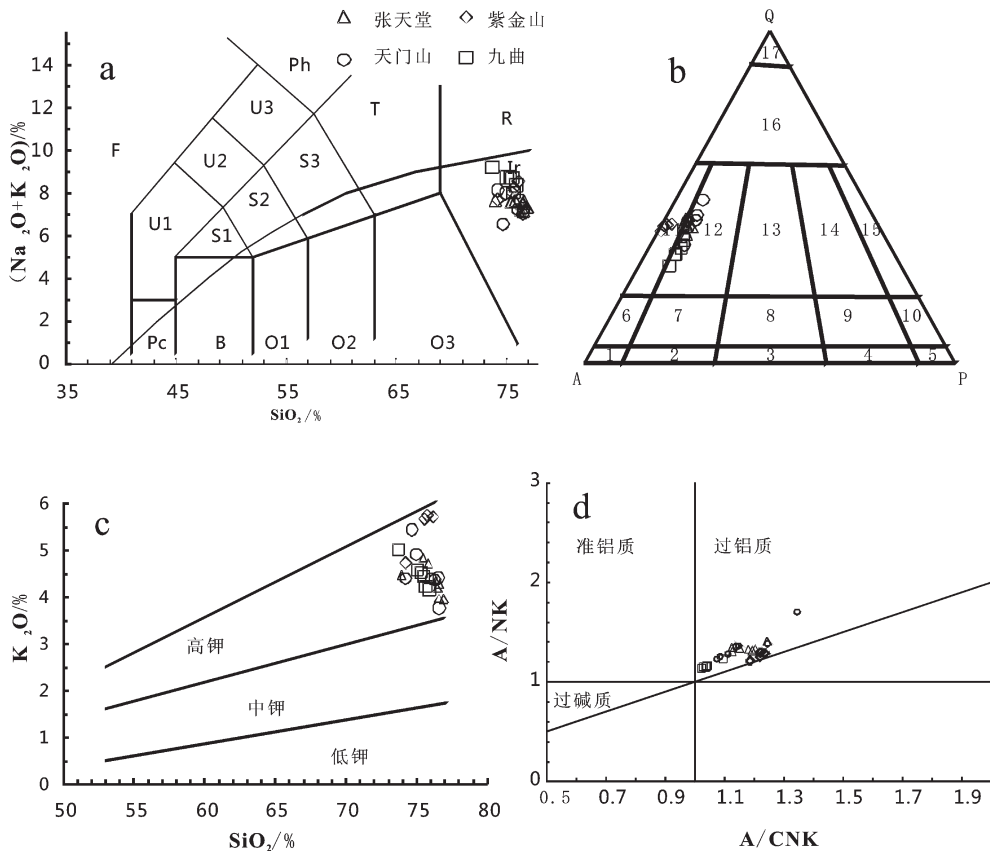 △ 张天堂 ◇ 紫金山
○ 天门山 □ 九曲
a
(Na₂O+K₂O)/%
14
12
10
8
6
4
2
0
F
Ph
U3
T
R
U2
S3
Ir
U1
S2
S1
Pc B O1 O2 O3
35 45 55 65 75
SiO₂/%
b
Q
17
16
12 13 14 15
6 7 8 9 10
1 2 3 4 5
A P
c
K₂O/%
6
5
4
3
2
1
0
高钾
中钾
低钾
50 55 60 65 70 75 80
SiO₂/%
d
A/NK
3
2
1
0
准铝质 过铝质
过碱质
0.5 0.7 0.9 1.1 1.3 1.5 1.7 1.9
A/CNK